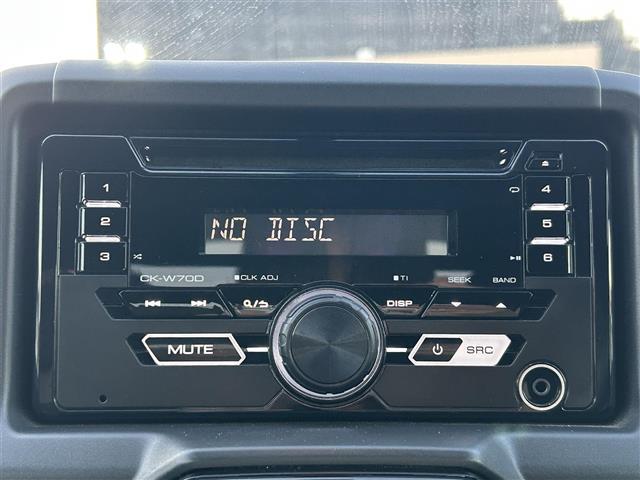 1
4
2
NO DISC
5
3
6
CK-W70D
CLK ADJ
TI
SEEK
BAND
DISP
MUTE
SRC